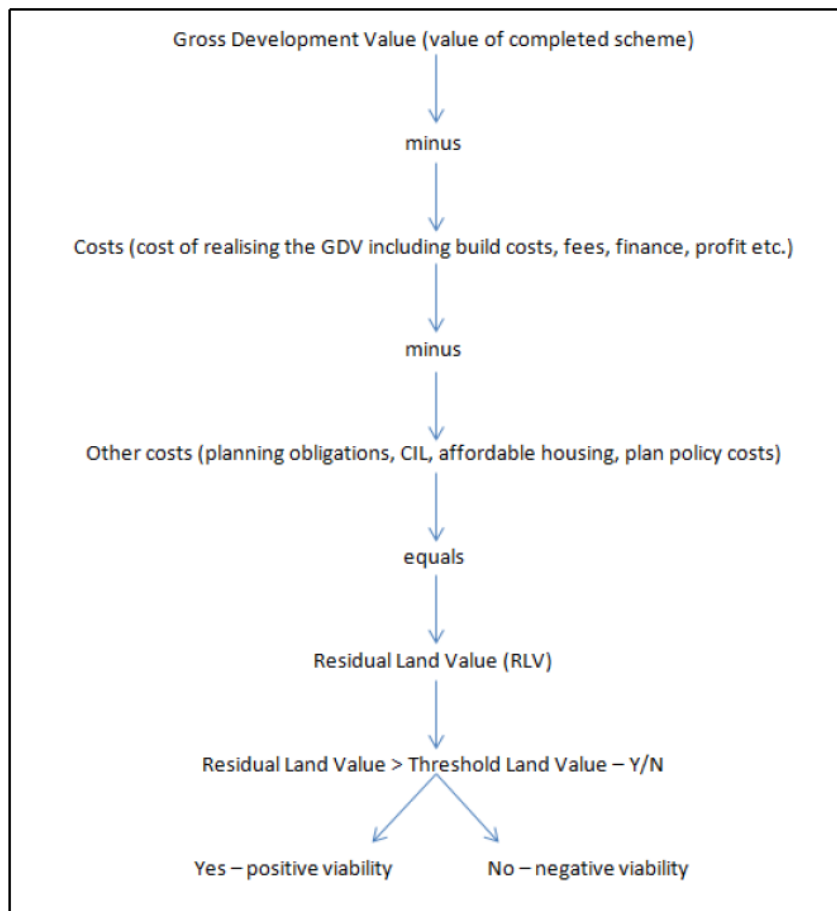 Gross Development Value (value of completed scheme)
minus
Costs (cost of realising the GDV including build costs, fees, finance, profit etc.)
minus
Other costs (planning obligations, CIL, affordable housing, plan policy costs)
equals
Residual Land Value (RLV)
Residual Land Value > Threshold Land Value – Y/N
Yes – positive viability
No – negative viability